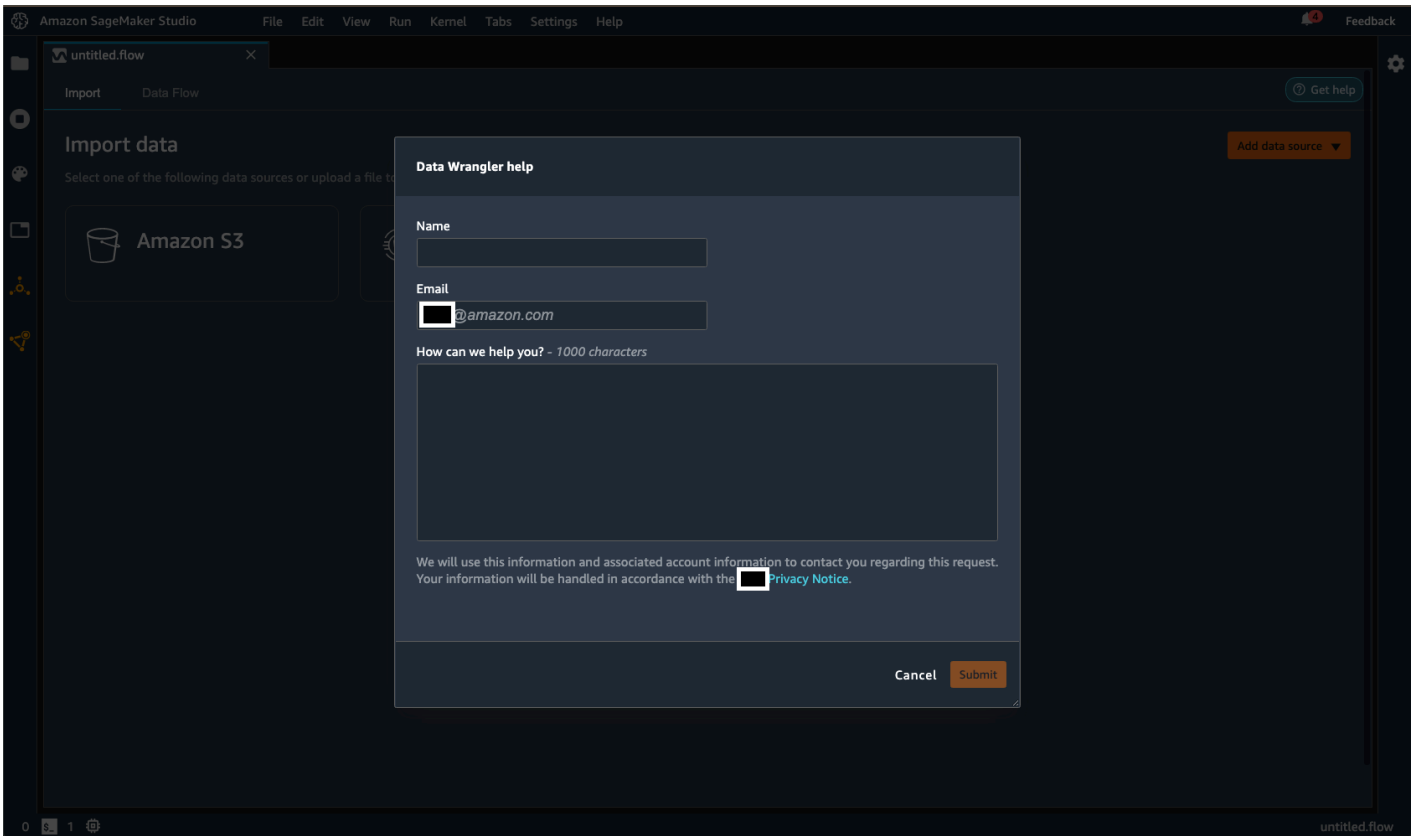 Amazon SageMaker Studio File Edit View Run Kernel Tabs Settings Help 4 Feedback
untitled.flow
Import Data Flow Get help
Import data Add data source
Select one of the following data sources or upload a file to
Amazon S3
Data Wrangler help
Name
Email
@amazon.com
How can we help you? - 1000 characters
We will use this information and associated account information to contact you regarding this request.
Your information will be handled in accordance with the Privacy Notice.
Cancel Submit
0 $_ 1 untitled.flow